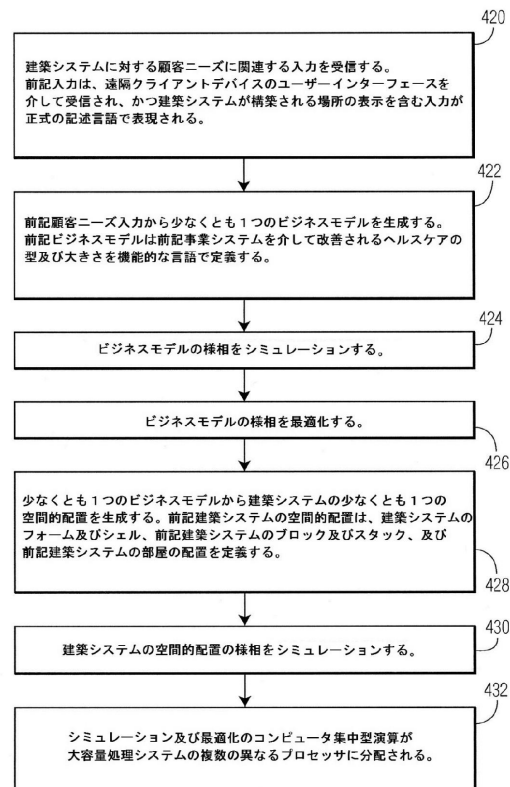 420
建築システムに対する顧客ニーズに関連する入力を受信する。
前記入力は、遠隔クライアントデバイスのユーザーインターフェースを
介して受信され、かつ建築システムが構築される場所の表示を含む入力が
正式の記述言語で表現される。
422
前記顧客ニーズ入力から少なくとも1つのビジネスモデルを生成する。
前記ビジネスモデルは前記事業システムを介して改善されるヘルスケアの
型及び大きさを機能的な言語で定義する。
424
ビジネスモデルの様相をシミュレーションする。
ビジネスモデルの様相を最適化する。
426
少なくとも1つのビジネスモデルから建築システムの少なくとも1つの
空間的配置を生成する。前記建築システムの空間的配置は、建築システムの
フォーム及びシェル、前記建築システムのブロック及びスタック、及び
前記建築システムの部屋の配置を定義する。
428
430
建築システムの空間的配置の様相をシミュレーションする。
432
シミュレーション及び最適化のコンピュータ集中型演算が
大容量処理システムの複数の異なるプロセッサに分配される。